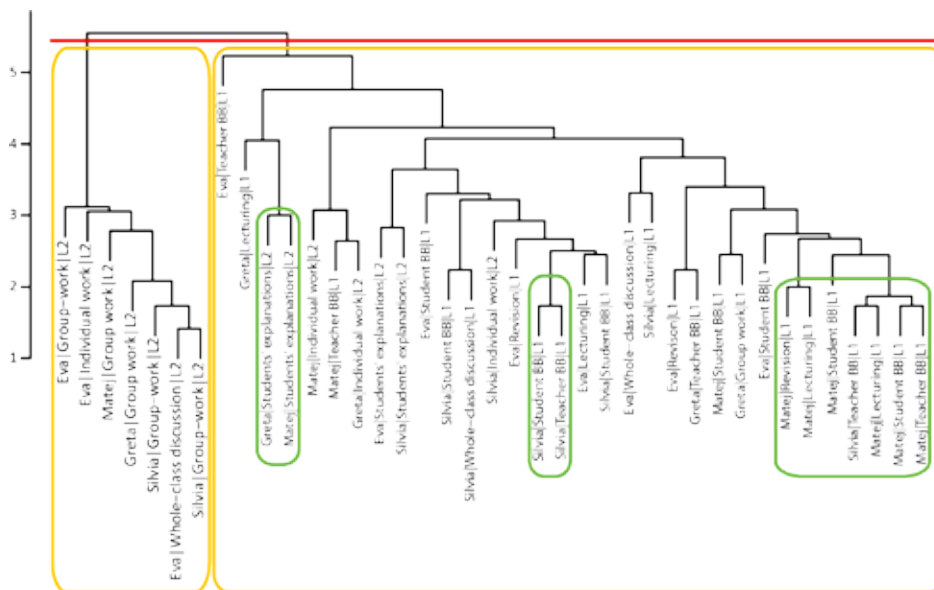 5
4
3
2
1
Eva|Group-work|L2
Eva|Individual work|L2
Matej|Group work|L2
Greta|Group work|L2
Silvia|Group-work|L2
Eva|Whole-class discussion|L2
Silvia|Group-work|L2
Eva|Teacher BB|L1
Greta|Lecturing|L1
Greta|Students explanations|L2
Matej|Students' explanations|L2
Matej|Individual work|L2
Matej|Teacher BB|L1
Greta|Individual work|L2
Eva|Students explanations|L2
Silvia|Students' explanations|L2
Eva|Student BB|L1
Silvia|Student BB|L1
Silvia|Whole-class discussion|L1
Silvia|Individual work|L2
Eva|Revision|L1
Silvia|Student BB|L1
Silvia|Teacher BB|L1
Eva|Lecturing|L1
Silvia|Student BB|L1
Eva|Whole-class discussion|L1
Silvia|Lecturing|L1
Eva|Revison|L1
Greta|Teacher BB|L1
Matej|Student BB|L1
Greta|Group work|L1
Eva|Student BB|L1
Matej|Revision|L1
Matej|Lecturing|L1
Matej|Student BB|L1
Silvia|Teacher BB|L1
Matej|Lecturing|L1
Matej|Student BB|L1
Matej|Teacher BB|L1